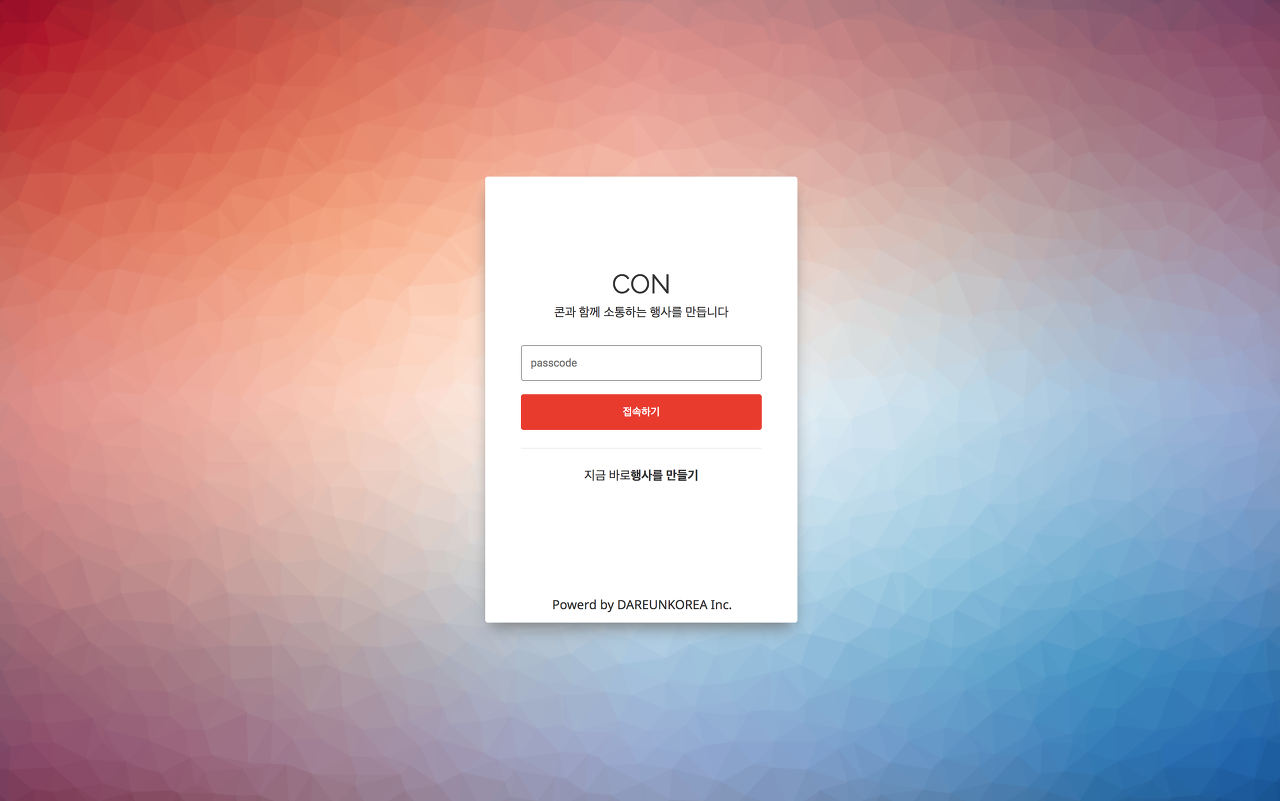 CON
콘과 함께 소통하는 행사를 만듭니다
passcode
접속하기
지금 바로행사를 만들기
Powerd by DAREUNKOREA Inc.